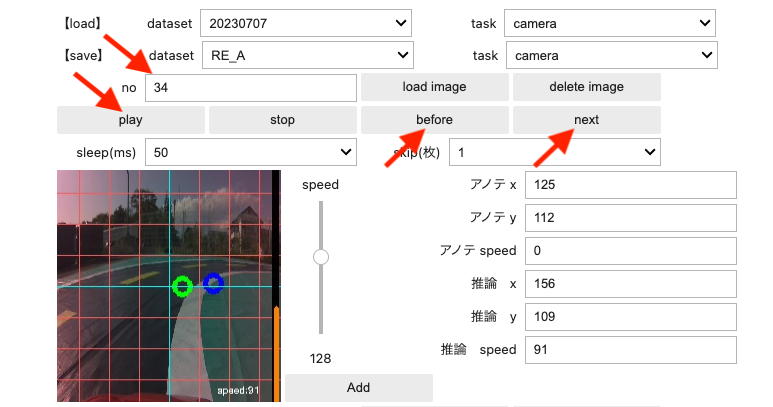 【load】 dataset 20230707 task camera
【save】 dataset RE_A task camera
no 34 load image delete image
play stop before next
sleep(ms) 50 skip(枚) 1
speed
128
Add
speed:91
アノテ x 125
アノテ y 112
アノテ speed 0
推論 x 156
推論 y 109
推論 speed 91